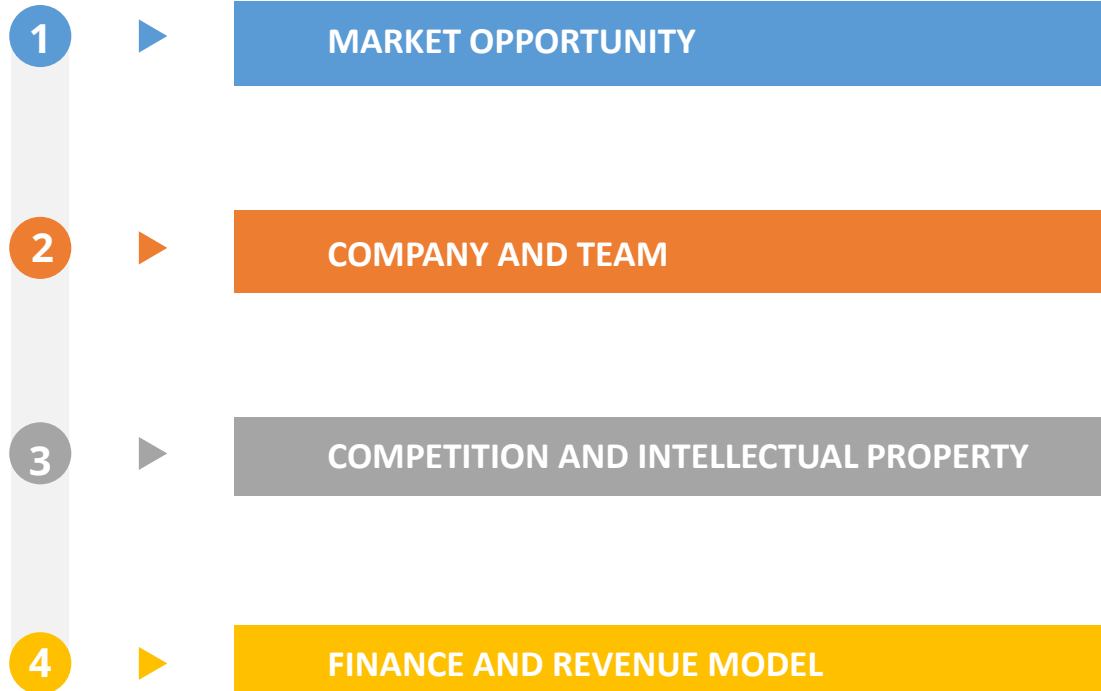 1 MARKET OPPORTUNITY
2 COMPANY AND TEAM
3 COMPETITION AND INTELLECTUAL PROPERTY
4 FINANCE AND REVENUE MODEL